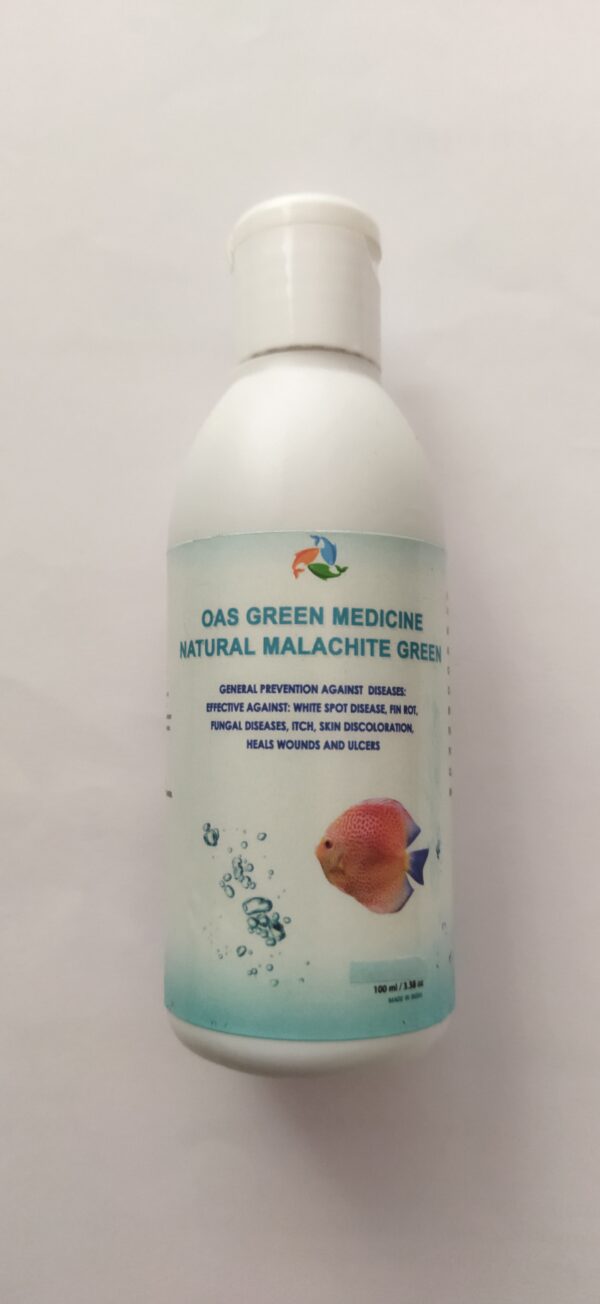 OAS GREEN MEDICINE
NATURAL MALACHITE GREEN
GENERAL PREVENTION AGAINST DISEASES:
EFFECTIVE AGAINST: WHITE SPOT DISEASE, FIN ROT,
FUNGAL DISEASES, ITCH, SKIN DISCOLORATION,
HEALS WOUNDS AND ULCERS
100 ml / 3.38 oz
MADE IN INDIA